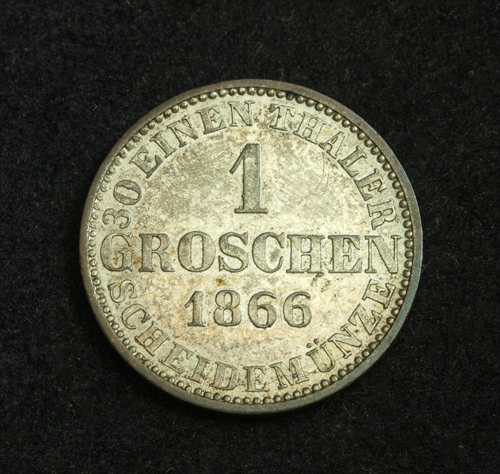 30 EINEN THALER
1
GROSCHEN
1866
SCHEIDEMÜNZE